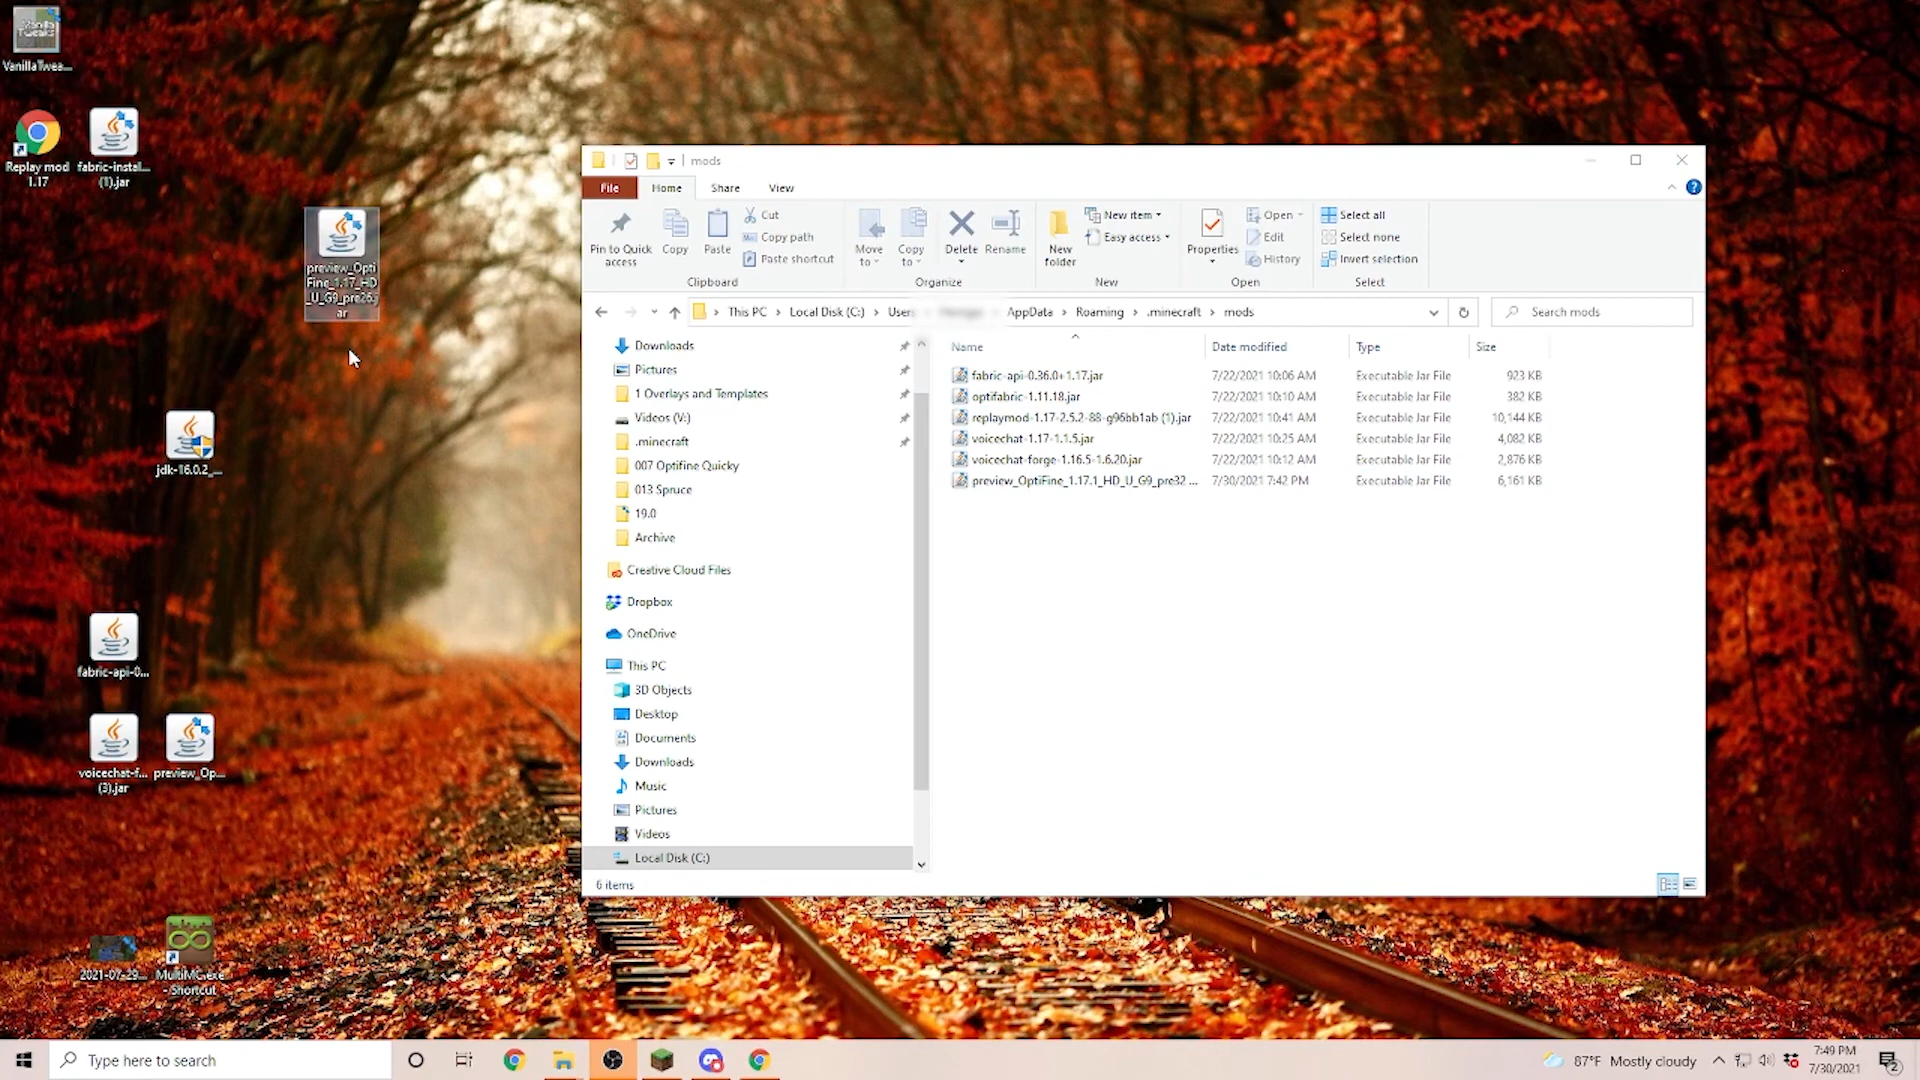 VanillaTwea...
Replay mod
1.17
fabric-instal...
(1).jar
preview_Opti
Fine_1.17_HD
_U_G9_pre26.j
ar
jdk-16.0.2_...
fabric-api-0...
voicechat-f...
(3).jar
preview_Op...
2021-07-29...
MultiMC.exe
- Shortcut
mods
File Home Share View
Pin to Quick
access
Copy
Paste
Cut
Copy path
Paste shortcut
Clipboard
Move
to
Copy
to
Delete
Rename
Organize
New
folder
New item
Easy access
New
Properties
Open
Edit
History
Open
Select all
Select none
Invert selection
Select
This PC > Local Disk (C:) > Users > AppData > Roaming > .minecraft > mods
Search mods
Downloads
Pictures
1 Overlays and Templates
Videos (V:)
.minecraft
007 Optifine Quicky
013 Spruce
19.0
Archive
Creative Cloud Files
Dropbox
OneDrive
This PC
3D Objects
Desktop
Documents
Downloads
Music
Pictures
Videos
Local Disk (C:)
Name Date modified Type Size
fabric-api-0.36.0+1.17.jar 7/22/2021 10:06 AM Executable Jar File 923 KB
optifabric-1.11.18.jar 7/22/2021 10:10 AM Executable Jar File 382 KB
replaymod-1.17-2.5.2-88-g96bb1ab (1).jar 7/22/2021 10:41 AM Executable Jar File 10,144 KB
voicechat-1.17-1.1.5.jar 7/22/2021 10:25 AM Executable Jar File 4,082 KB
voicechat-forge-1.16.5-1.6.20.jar 7/22/2021 10:12 AM Executable Jar File 2,876 KB
preview_OptiFine_1.17.1_HD_U_G9_pre32 ... 7/30/2021 7:42 PM Executable Jar File 6,161 KB
6 items
Type here to search
87°F Mostly cloudy
7:49 PM
7/30/2021
2